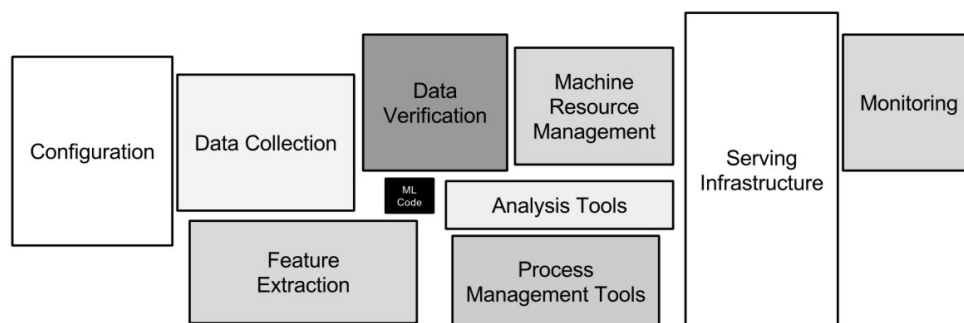 Configuration
Data Collection
Data
Verification
Machine
Resource
Management
Monitoring
Serving
Infrastructure
ML
Code
Analysis Tools
Feature
Extraction
Process
Management Tools